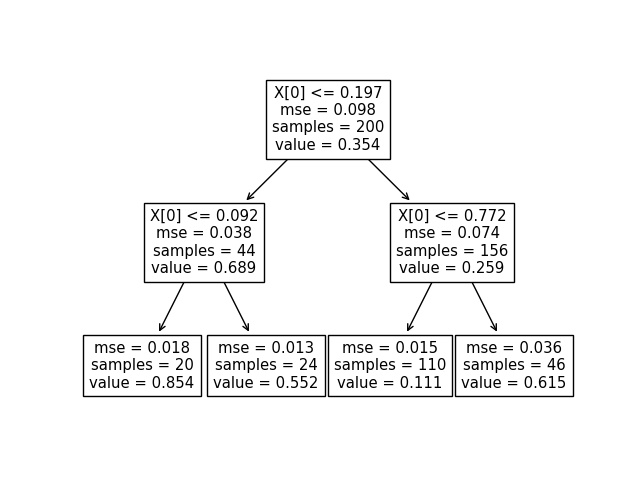 X[0] <= 0.197
mse = 0.098
samples = 200
value = 0.354
X[0] <= 0.092
mse = 0.038
samples = 44
value = 0.689
X[0] <= 0.772
mse = 0.074
samples = 156
value = 0.259
mse = 0.018
samples = 20
value = 0.854
mse = 0.013
samples = 24
value = 0.552
mse = 0.015
samples = 110
value = 0.111
mse = 0.036
samples = 46
value = 0.615